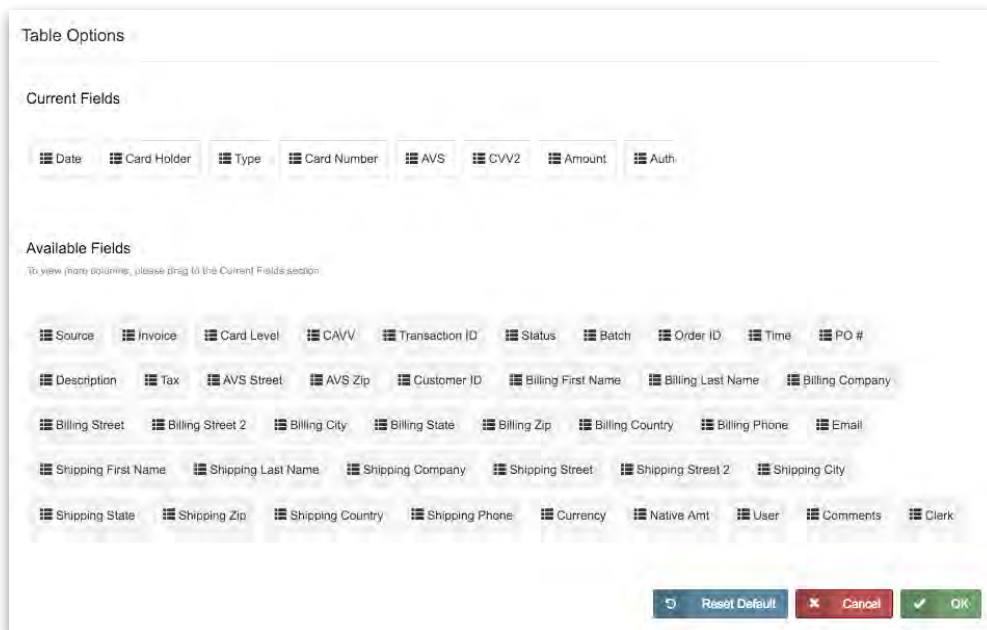 Table Options
Current Fields
Date Card Holder Type Card Number AVS CVV2 Amount Auth
Available Fields
To view more columns, please drag to the Current Fields section
Source Invoice Card Level CAVV Transaction ID Status Batch Order ID Time PO #
Description Tax AVS Street AVS Zip Customer ID Billing First Name Billing Last Name Billing Company
Billing Street Billing Street 2 Billing City Billing State Billing Zip Billing Country Billing Phone Email
Shipping First Name Shipping Last Name Shipping Company Shipping Street Shipping Street 2 Shipping City
Shipping State Shipping Zip Shipping Country Shipping Phone Currency Native Amt User Comments Clerk
Reset Default Cancel OK